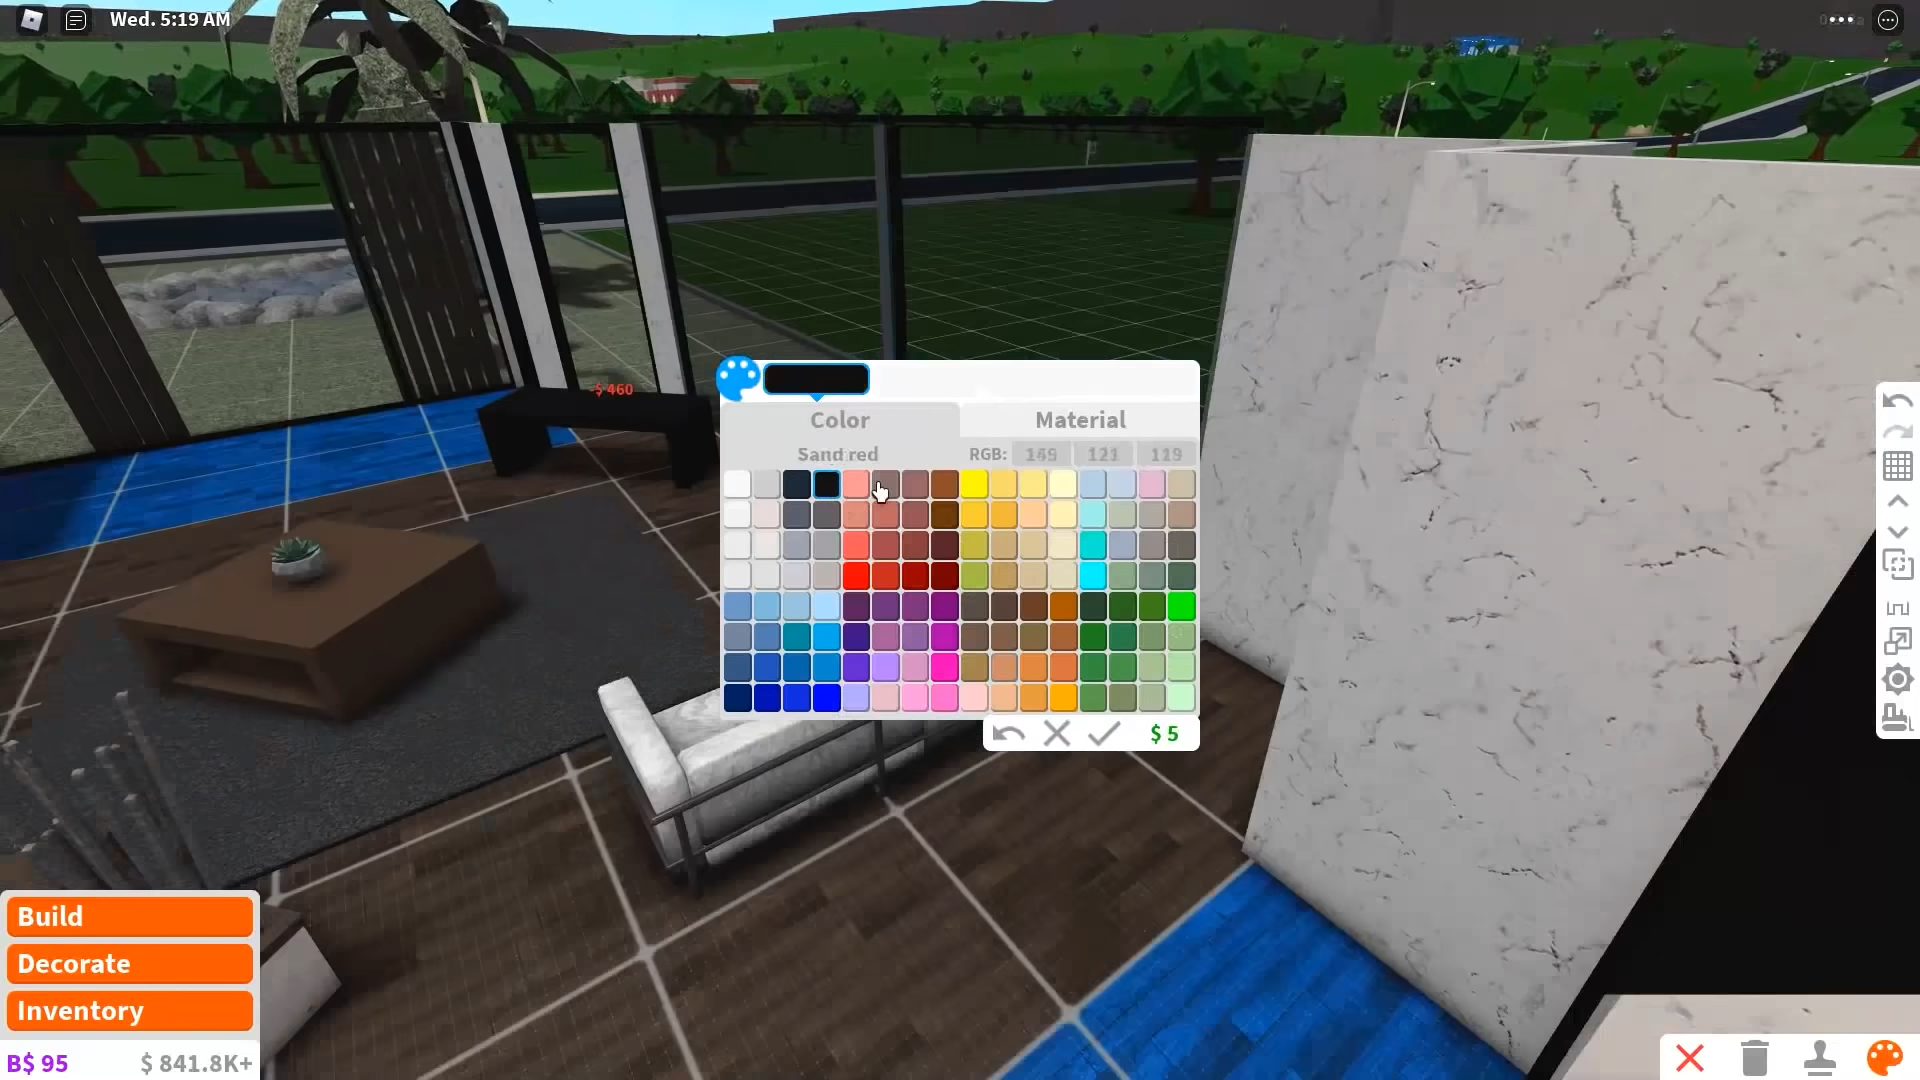 Wed. 5:19 AM
-$ 460
Color
Material
Sand red
RGB:
121
119
$ 5
Build
Decorate
Inventory
B$ 95
$ 841.8K+